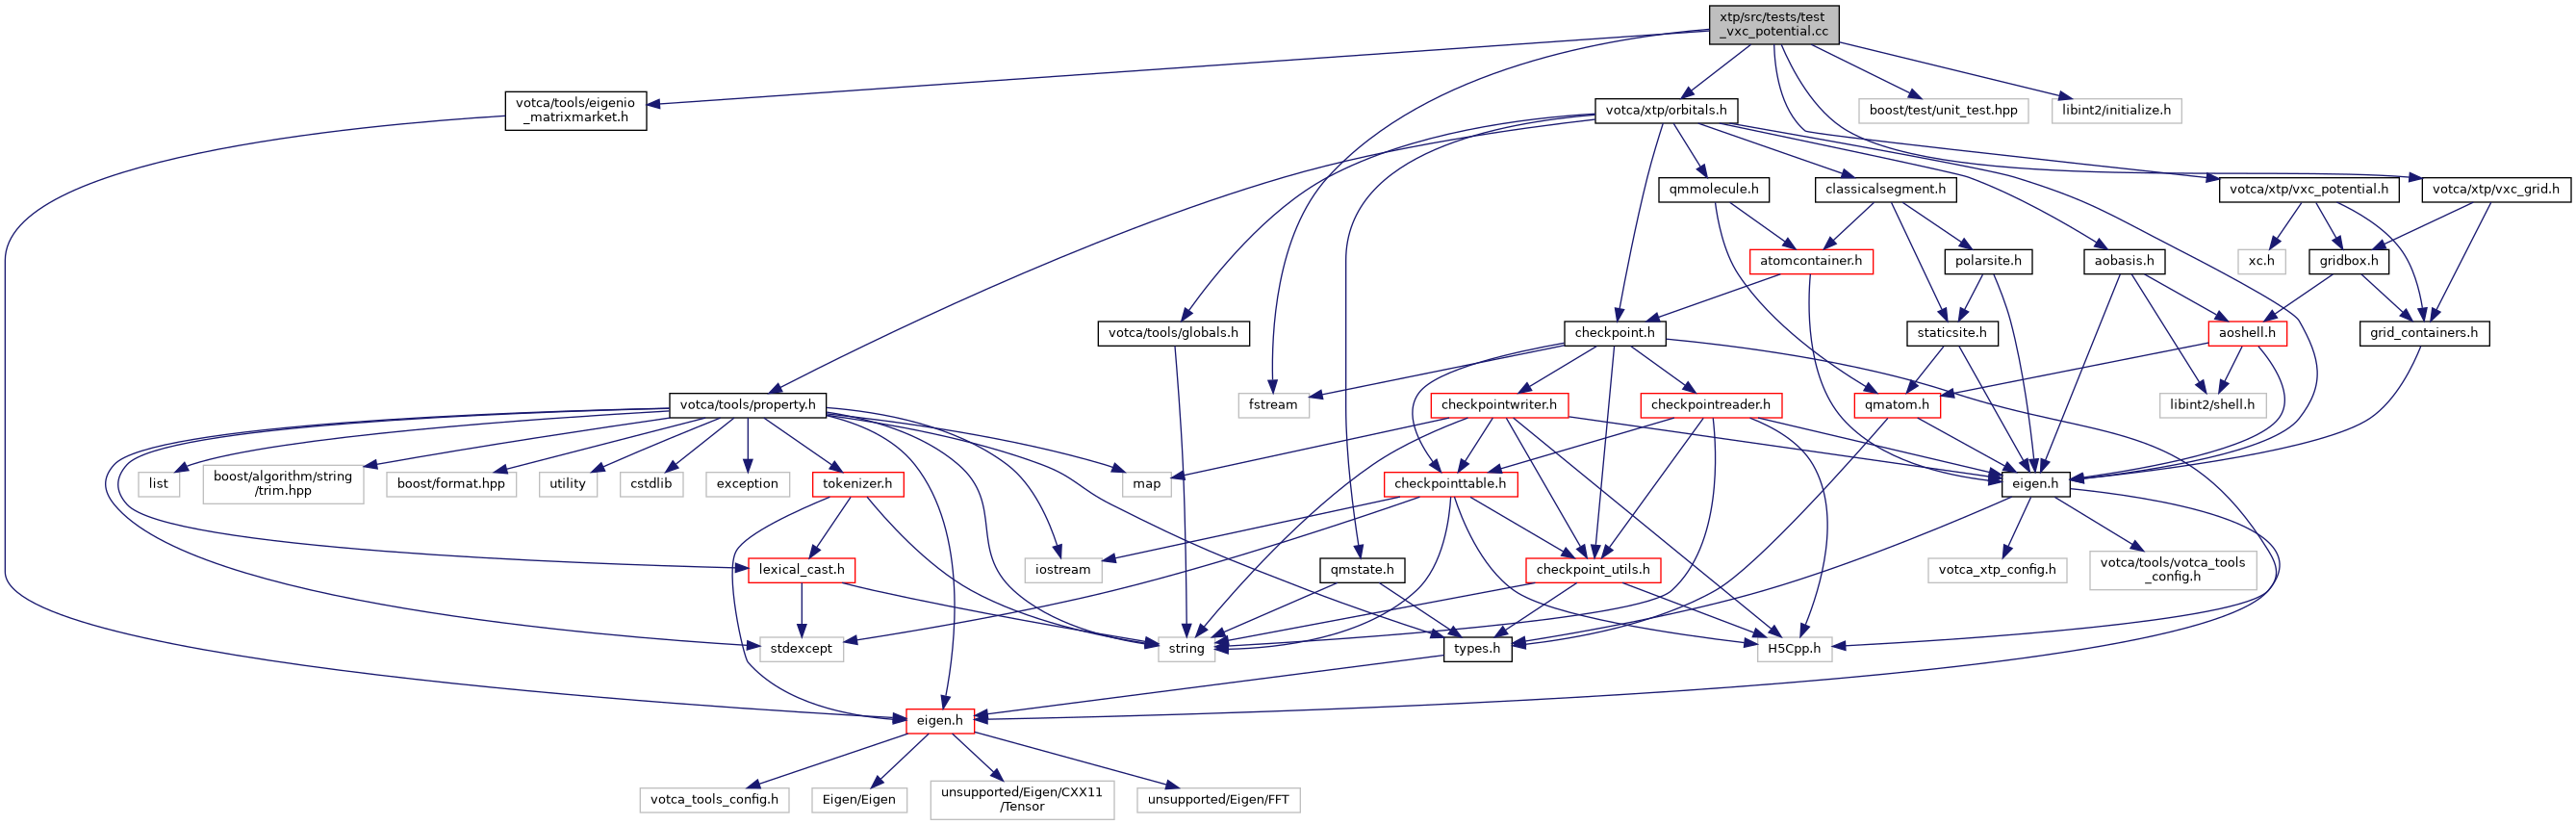 xtp/src/tests/test
_vxc_potential.cc
votca/tools/eigenio
_matrixmarket.h
votca/xtp/orbitals.h
boost/test/unit_test.hpp
libint2/initialize.h
qmmolecule.h
classicalsegment.h
votca/xtp/vxc_potential.h
votca/xtp/vxc_grid.h
atomcontainer.h
polarsite.h
aobasis.h
xc.h
gridbox.h
votca/tools/globals.h
checkpoint.h
staticsite.h
aoshell.h
grid_containers.h
votca/tools/property.h
fstream
checkpointwriter.h
checkpointreader.h
qmatom.h
libint2/shell.h
list
boost/algorithm/string
/trim.hpp
boost/format.hpp
utility
cstdlib
exception
tokenizer.h
map
checkpointtable.h
eigen.h
lexical_cast.h
iostream
qmstate.h
checkpoint_utils.h
votca_xtp_config.h
votca/tools/votca_tools
_config.h
stdexcept
string
types.h
H5Cpp.h
eigen.h
votca_tools_config.h
Eigen/Eigen
unsupported/Eigen/CXX11
/Tensor
unsupported/Eigen/FFT